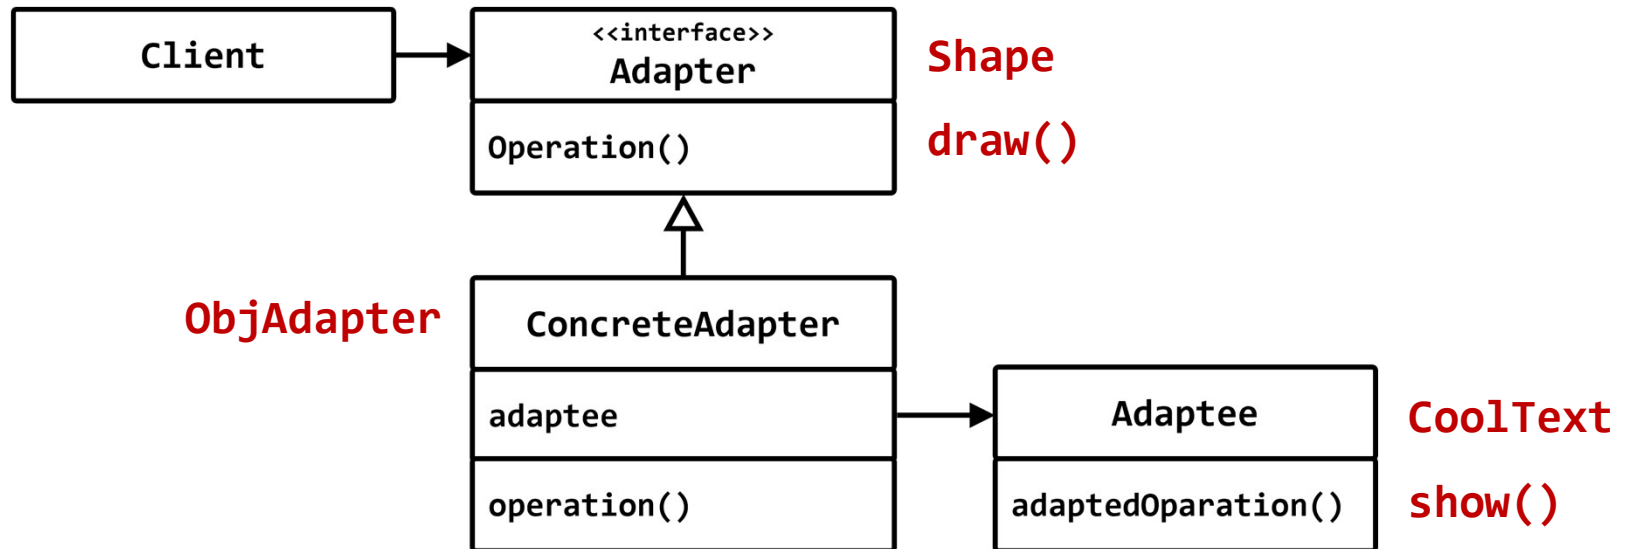 Client
<<interface>>
Adapter
Shape
Operation()
draw()
ObjAdapter
ConcreteAdapter
adaptee
Adaptee
CoolText
operation()
adaptedOparation()
show()